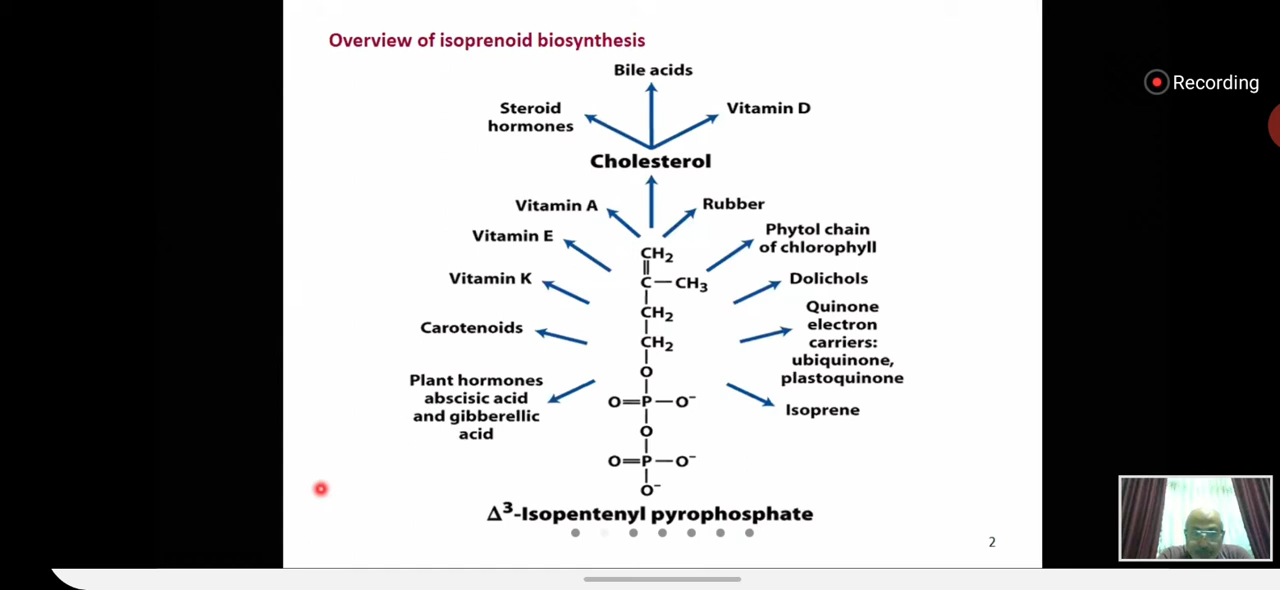 Overview of isoprenoid biosynthesis
Recording
Bile acids
Steroid
hormones
Vitamin D
Cholesterol
Vitamin A
Rubber
Vitamin E
Phytol chain
of chlorophyll
Vitamin K
Dolichols
Carotenoids
Quinone
electron
carriers:
ubiquinone,
plastoquinone
Plant hormones
abscisic acid
and gibberellic
acid
Isoprene
CH₂
C—CH₃
CH₂
CH₂
O
O=P—O⁻
O
O=P—O⁻
O⁻
Δ³-Isopentenyl pyrophosphate
2